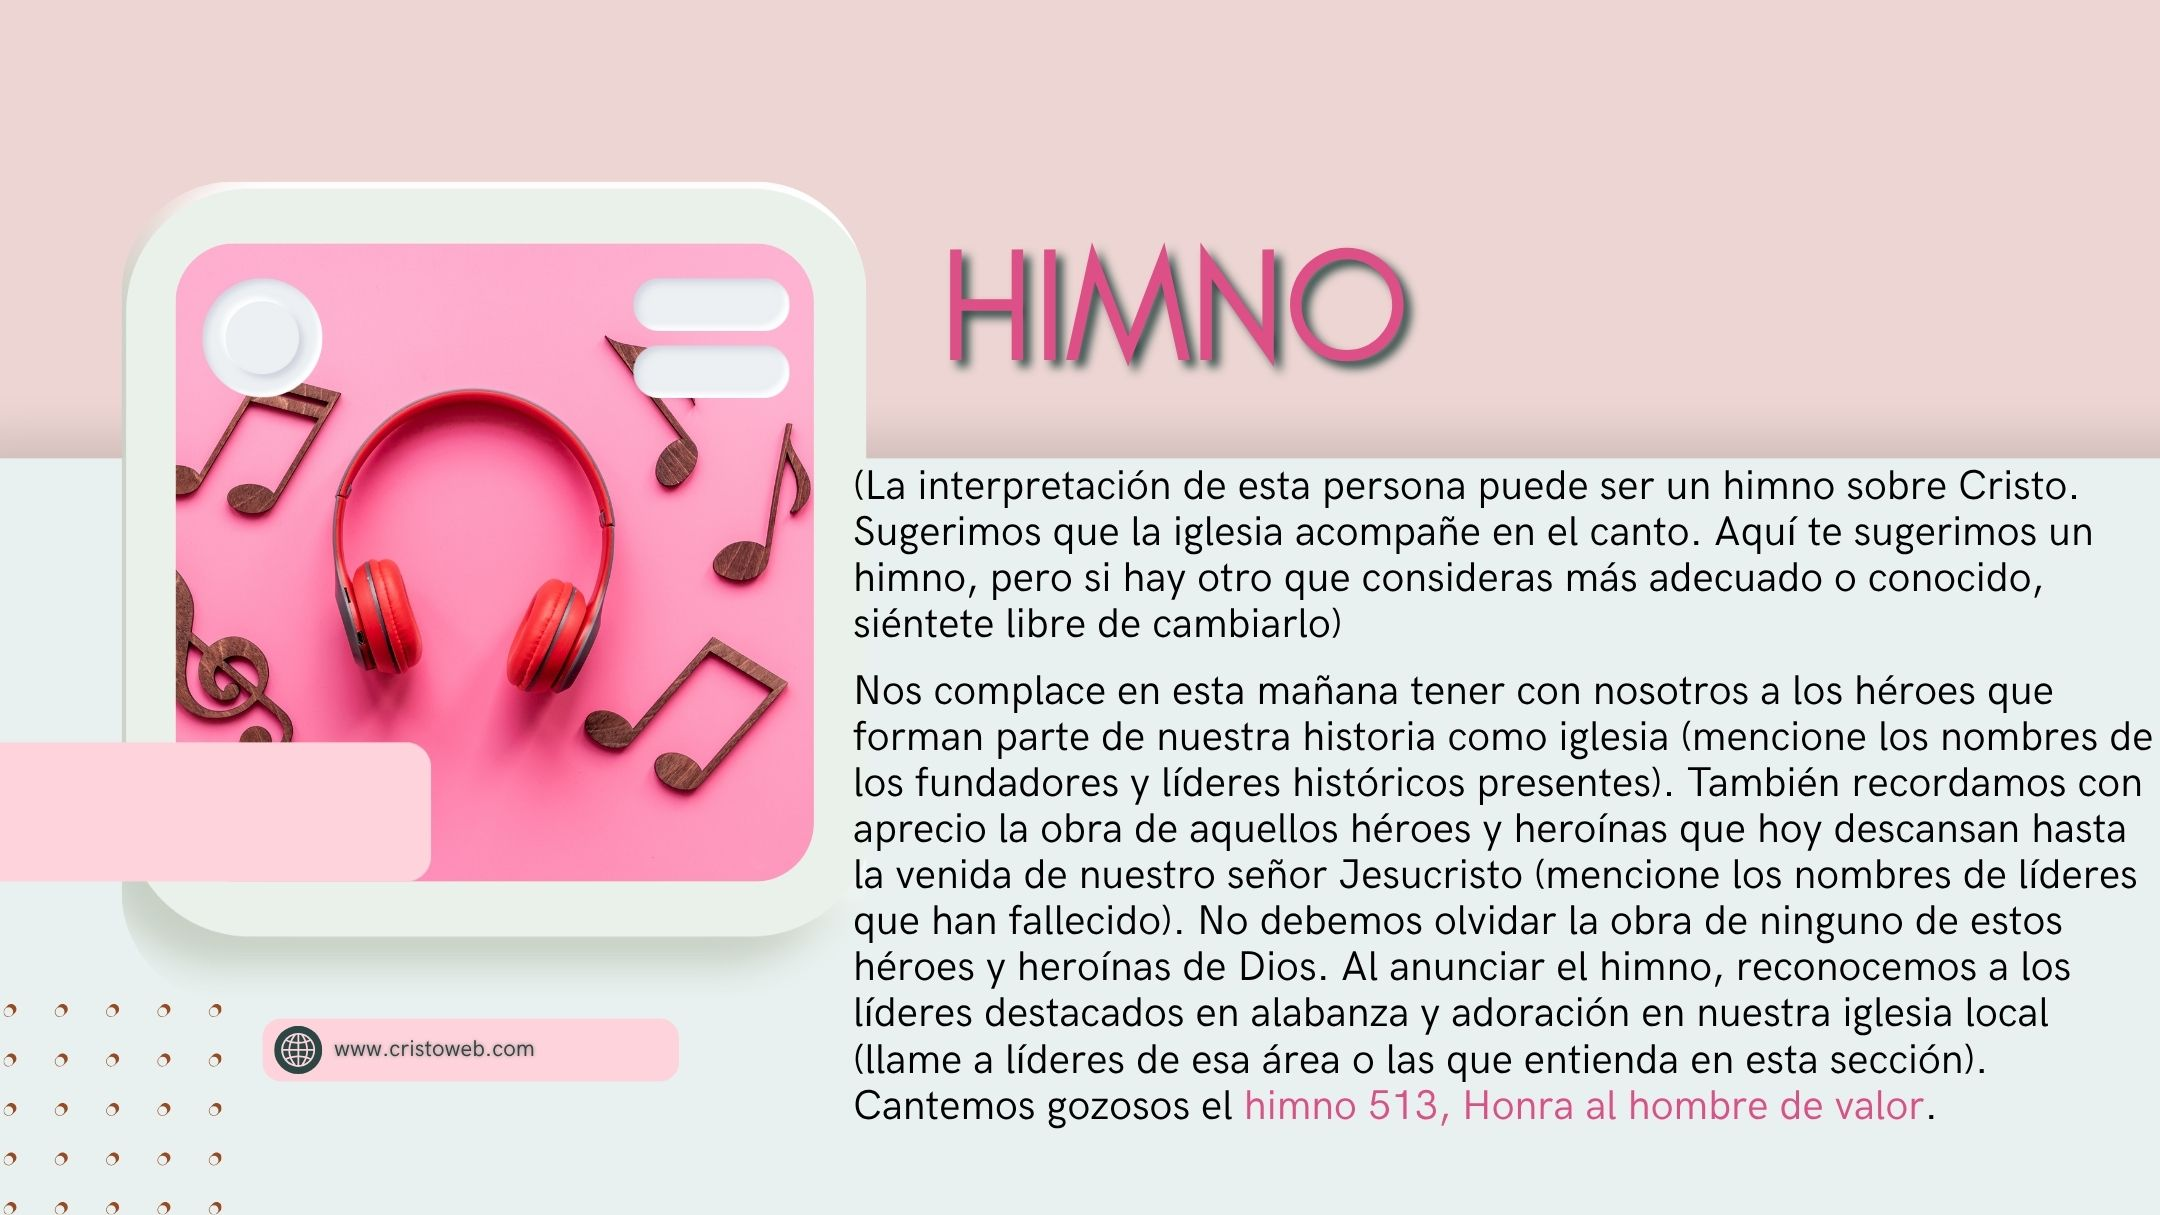 HIMNO
(La interpretación de esta persona puede ser un himno sobre Cristo.
Sugerimos que la iglesia acompañe en el canto. Aquí te sugerimos un
himno, pero si hay otro que consideras más adecuado o conocido,
siéntete libre de cambiarlo)
Nos complace en esta mañana tener con nosotros a los héroes que
forman parte de nuestra historia como iglesia (mencione los nombres de
los fundadores y líderes históricos presentes). También recordamos con
aprecio la obra de aquellos héroes y heroínas que hoy descansan hasta
la venida de nuestro señor Jesucristo (mencione los nombres de líderes
que han fallecido). No debemos olvidar la obra de ninguno de estos
héroes y heroínas de Dios. Al anunciar el himno, reconocemos a los
líderes destacados en alabanza y adoración en nuestra iglesia local
(llame a líderes de esa área o las que entienda en esta sección).
Cantemos gozosos el himno 513, Honra al hombre de valor.
www.cristoweb.com